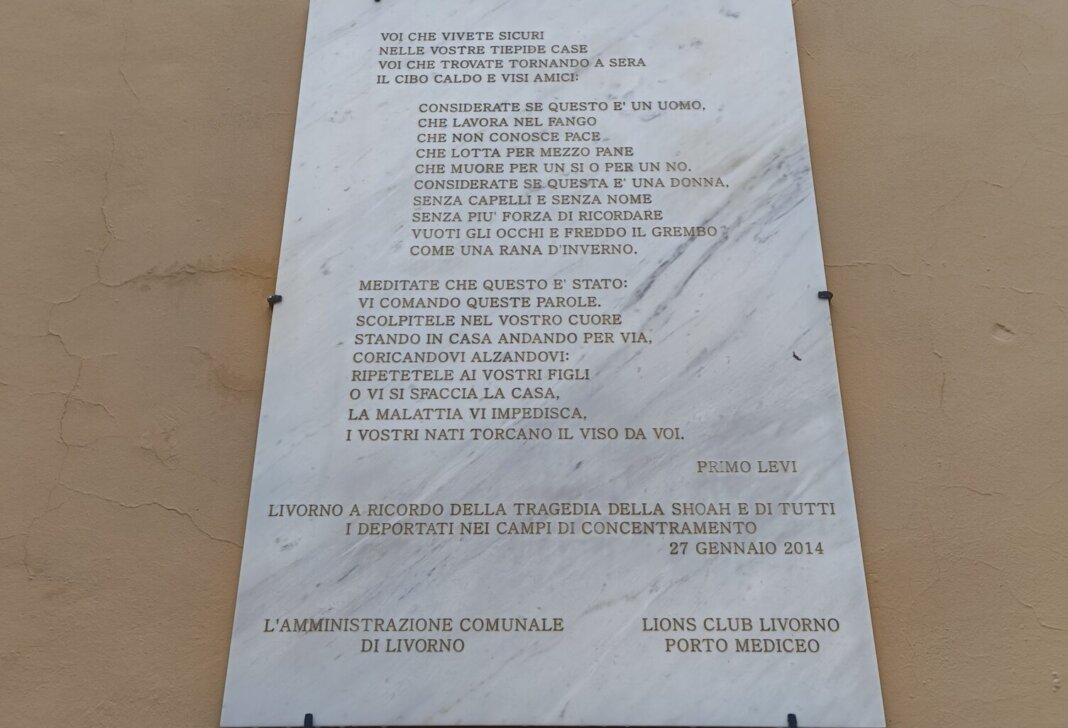 VOI CHE VIVETE SICURI
NELLE VOSTRE TIEPIDE CASE
VOI CHE TROVATE TORNANDO A SERA
IL CIBO CALDO E VISI AMICI:
CONSIDERATE SE QUESTO E' UN UOMO,
CHE LAVORA NEL FANGO
CHE NON CONOSCE PACE
CHE LOTTA PER MEZZO PANE
CHE MUORE PER UN SI O PER UN NO.
CONSIDERATE SE QUESTA E' UNA DONNA,
SENZA CAPELLI E SENZA NOME
SENZA PIU' FORZA DI RICORDARE
VUOTI GLI OCCHI E FREDDO IL GREMBO
COME UNA RANA D'INVERNO.
MEDITATE CHE QUESTO E' STATO:
VI COMANDO QUESTE PAROLE.
SCOLPITELE NEL VOSTRO CUORE
STANDO IN CASA ANDANDO PER VIA,
CORICANDOVI ALZANDOVI:
RIPETETELE AI VOSTRI FIGLI
O VI SI SFACCIA LA CASA,
LA MALATTIA VI IMPEDISCA,
I VOSTRI NATI TORCANO IL VISO DA VOI.
PRIMO LEVI
LIVORNO A RICORDO DELLA TRAGEDIA DELLA SHOAH E DI TUTTI
I DEPORTATI NEI CAMPI DI CONCENTRAMENTO
27 GENNAIO 2014
L'AMMINISTRAZIONE COMUNALE
DI LIVORNO
LIONS CLUB LIVORNO
PORTO MEDICEO